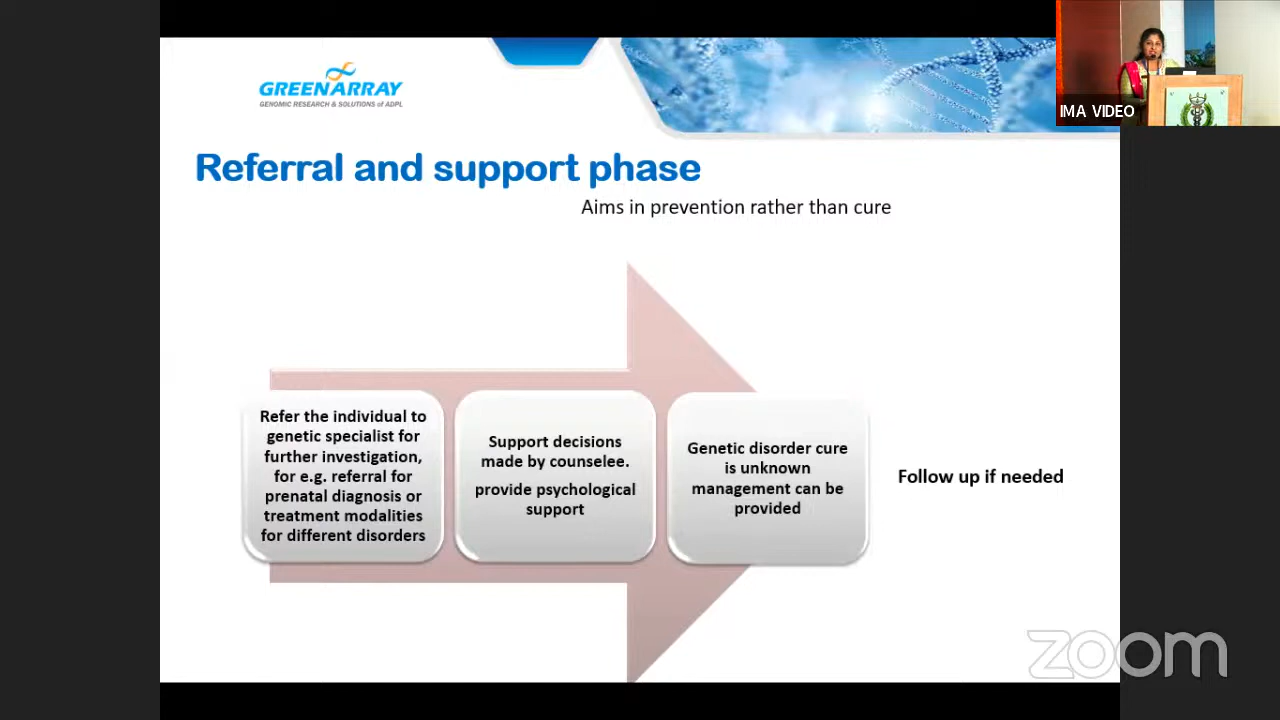 GREENARRAY
GENOMIC RESEARCH & SOLUTIONS of ADPL
IMA VIDEO
Referral and support phase
Aims in prevention rather than cure
Refer the individual to
genetic specialist for
further investigation,
for e.g. referral for
prenatal diagnosis or
treatment modalities
for different disorders
Support decisions
made by counselee.
provide psychological
support
Genetic disorder cure
is unknown
management can be
provided
Follow up if needed
zoom